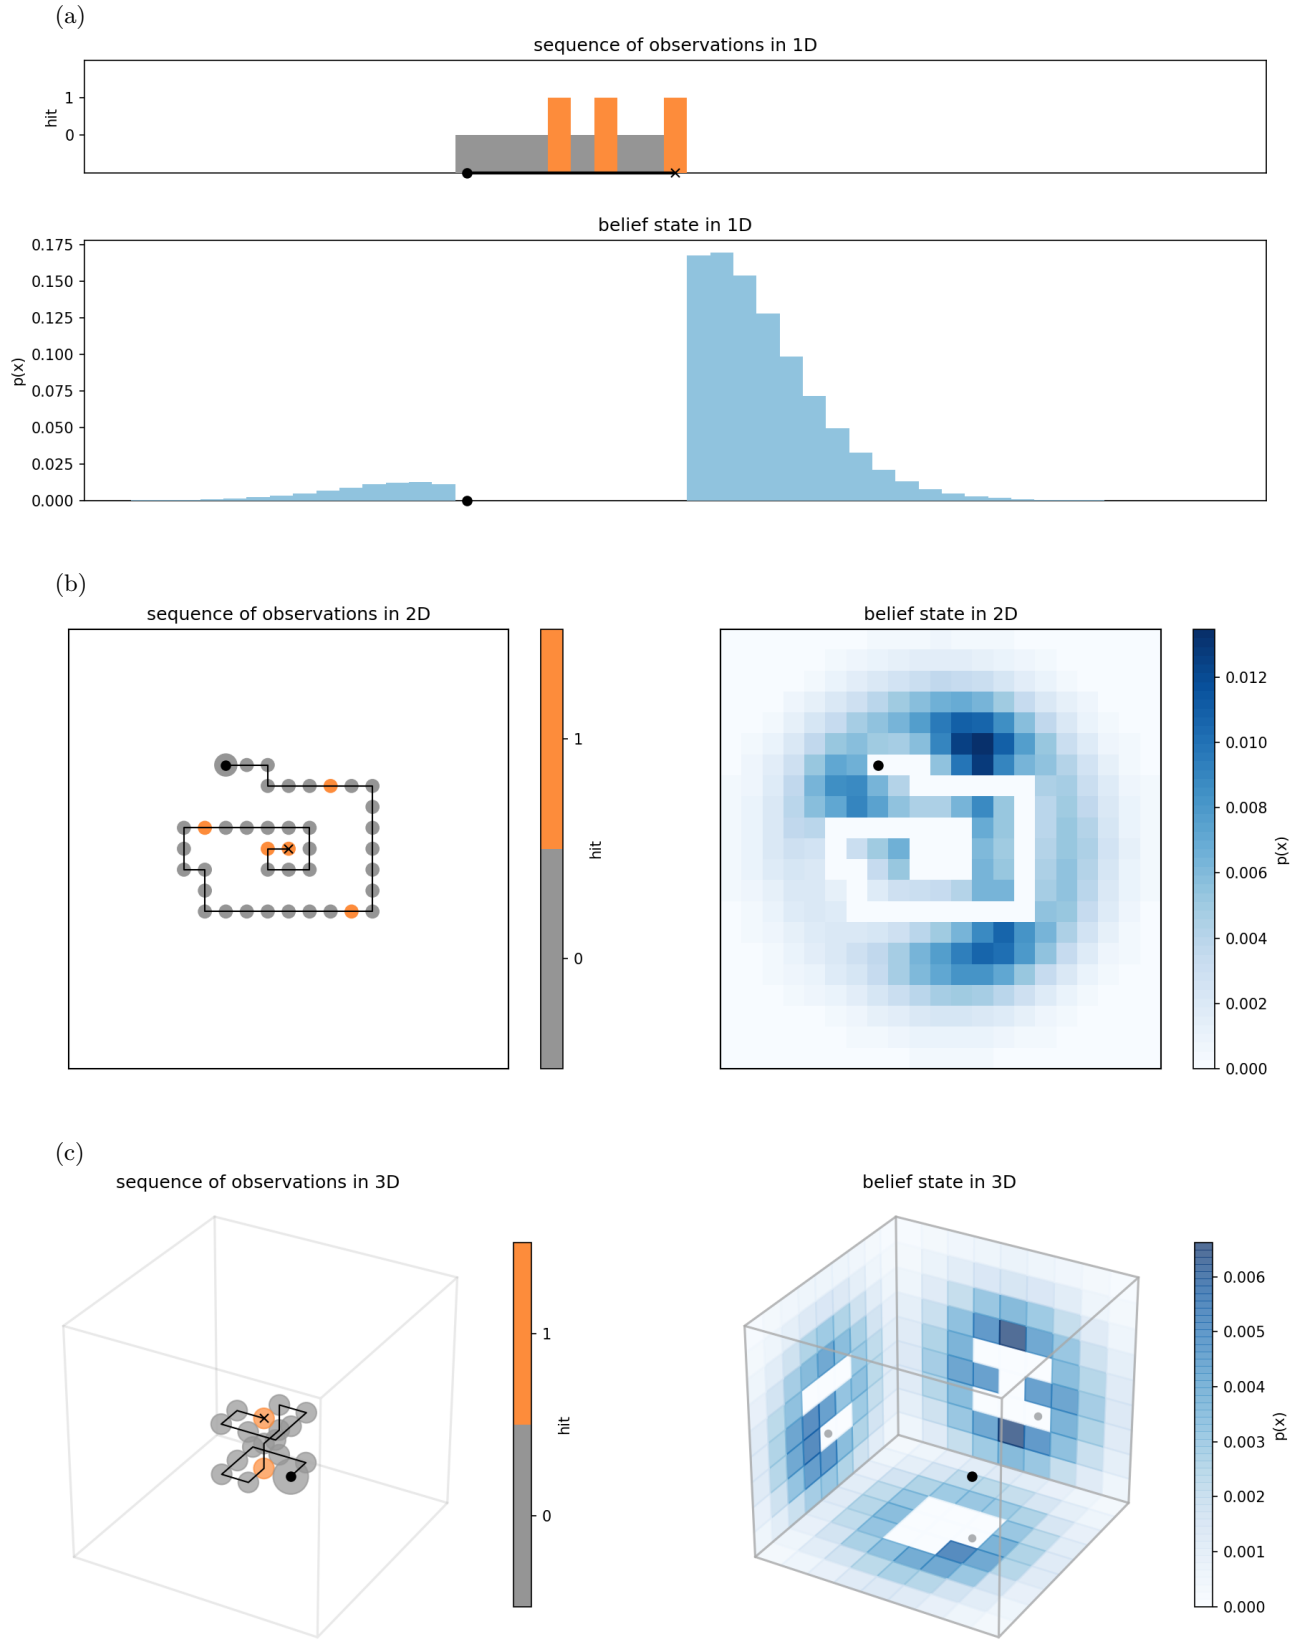 (a)
sequence of observations in 1D
1
0
hit
belief state in 1D
0.175
0.150
0.125
0.100
0.075
0.050
0.025
0.000
p(x)
(b)
sequence of observations in 2D
1
0
hit
belief state in 2D
0.012
0.010
0.008
0.006
0.004
0.002
0.000
p(x)
(c)
sequence of observations in 3D
1
0
hit
belief state in 3D
0.006
0.005
0.004
0.003
0.002
0.001
0.000
p(x)